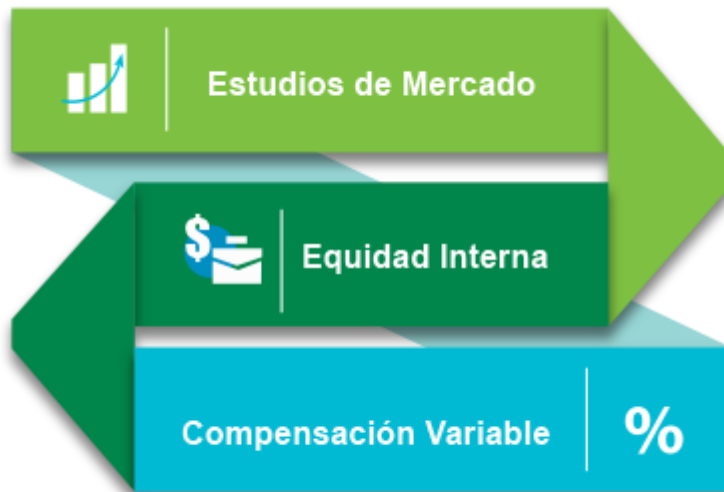 Estudios de Mercado
$
Equidad Interna
Compensación Variable
%